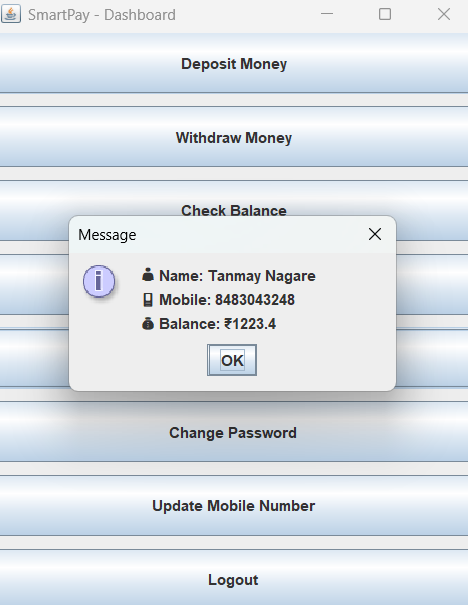 SmartPay - Dashboard
Deposit Money
Withdraw Money
Check Balance
Message
Name: Tanmay Nagare
Mobile: 8483043248
Balance: ₹1223.4
OK
Change Password
Update Mobile Number
Logout